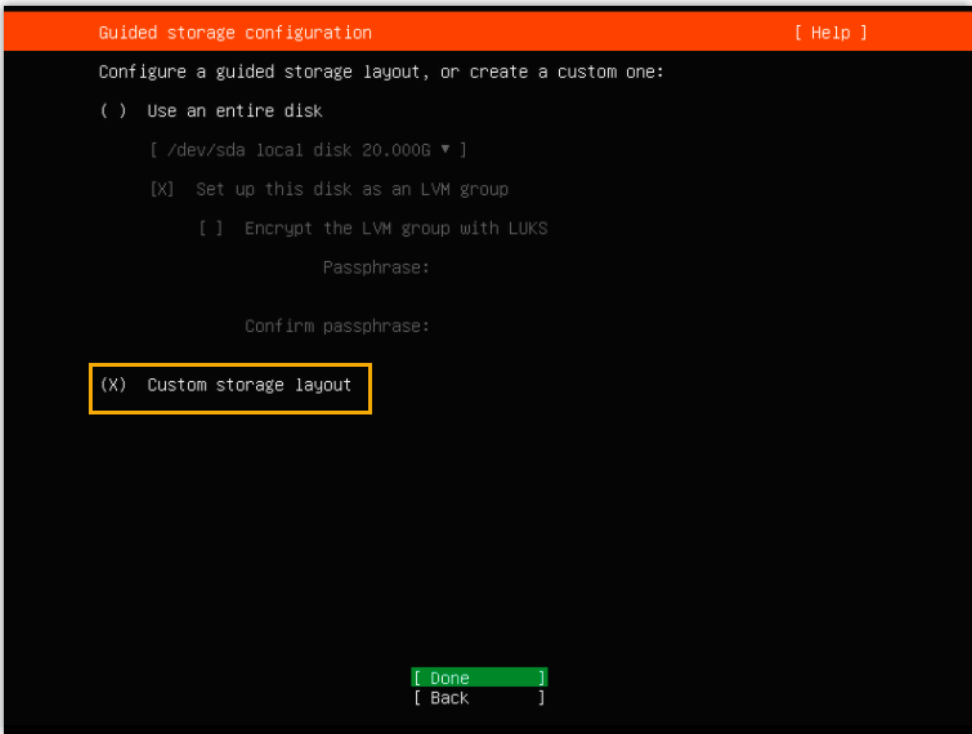 Guided storage configuration [ Help ]
Configure a guided storage layout, or create a custom one:
( ) Use an entire disk
[ /dev/sda local disk 20.000G ▾ ]
[X] Set up this disk as an LVM group
[ ] Encrypt the LVM group with LUKS
Passphrase:
Confirm passphrase:
(X) Custom storage layout
[ Done ]
[ Back ]